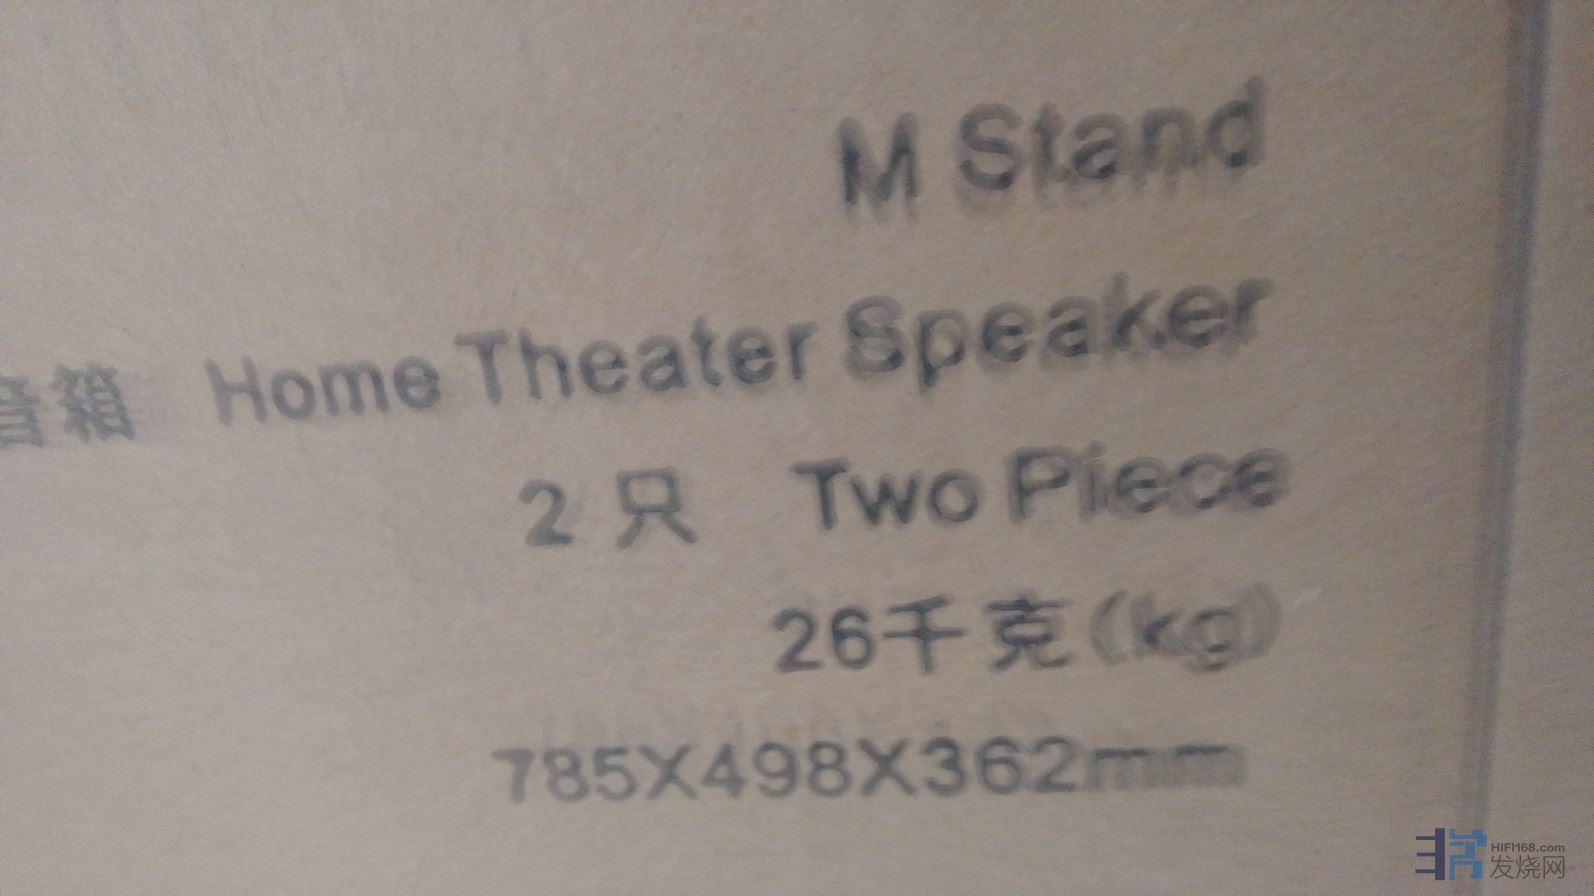 M Stand
音箱 Home Theater Speaker
2 只 Two Piece
26千克(kg)
785X498X362mm
HIFI168.com
发烧网